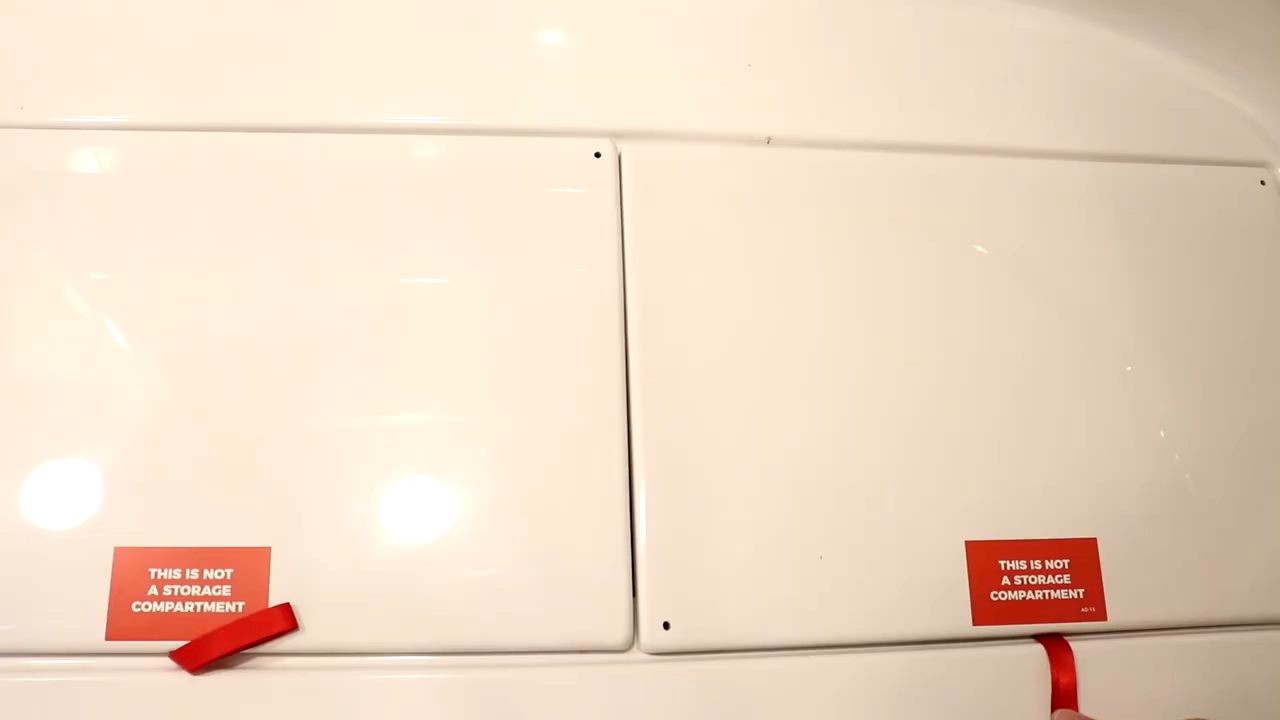 THIS IS NOT
A STORAGE
COMPARTMENT
THIS IS NOT
A STORAGE
COMPARTMENT